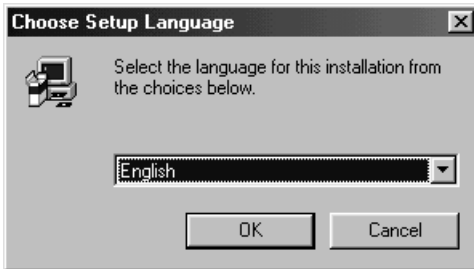 Choose Setup Language
Select the language for this installation from
the choices below.
English
OK
Cancel